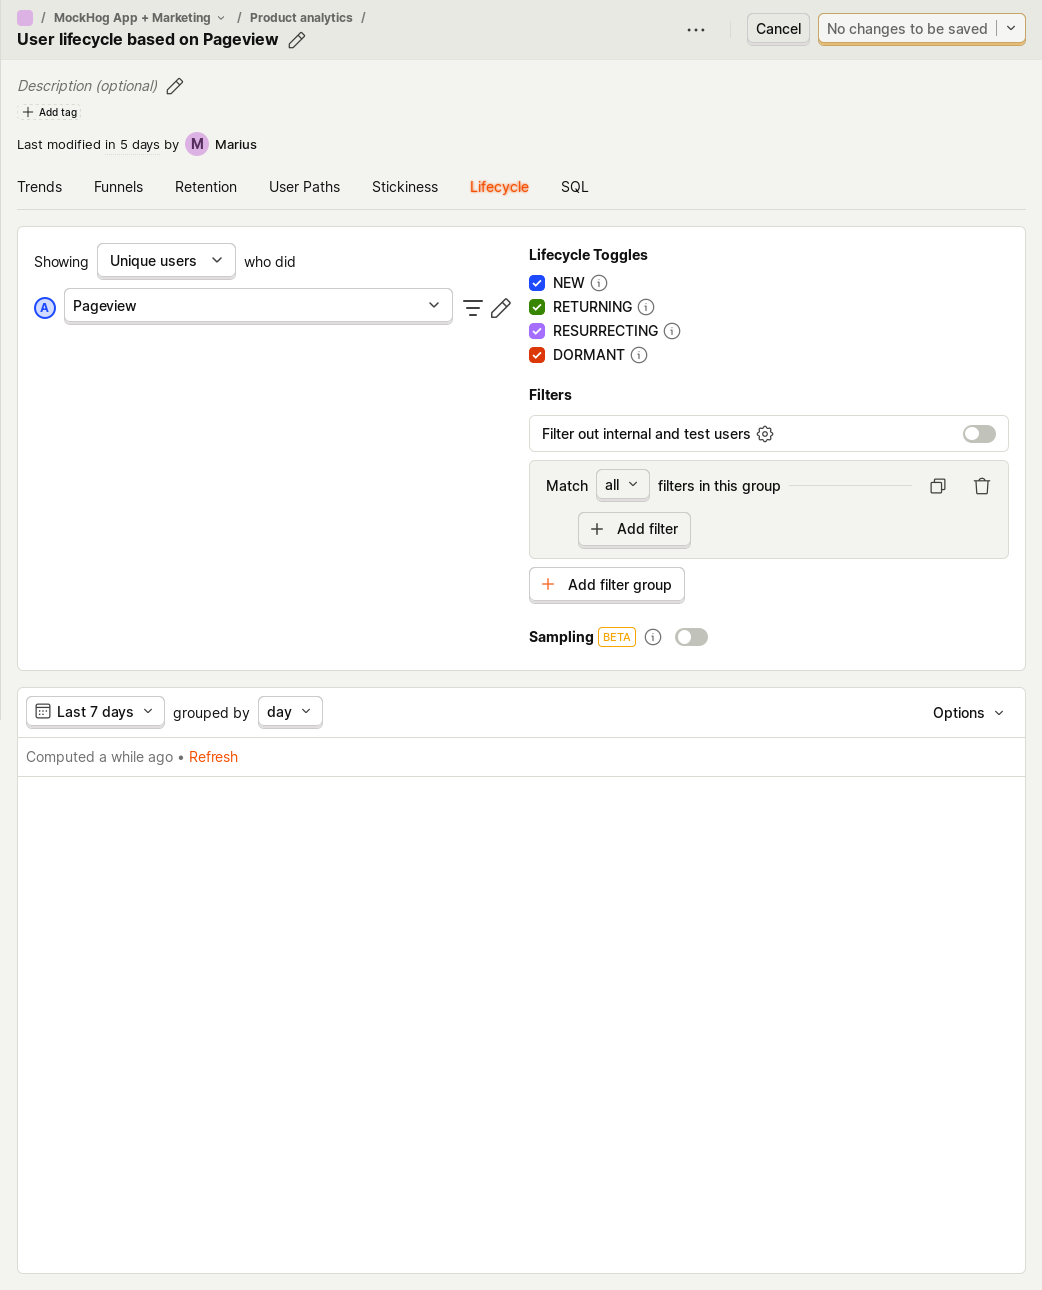 / MockHog App + Marketing / Product analytics /
User lifecycle based on Pageview
Cancel
No changes to be saved
Description (optional)
Add tag
Last modified in 5 days by M Marius
Trends Funnels Retention User Paths Stickiness Lifecycle SQL
Showing Unique users who did
A Pageview
Lifecycle Toggles
NEW
RETURNING
RESURRECTING
DORMANT
Filters
Filter out internal and test users
Match all filters in this group
Add filter
Add filter group
Sampling BETA
Last 7 days grouped by day
Options
Computed a while ago • Refresh